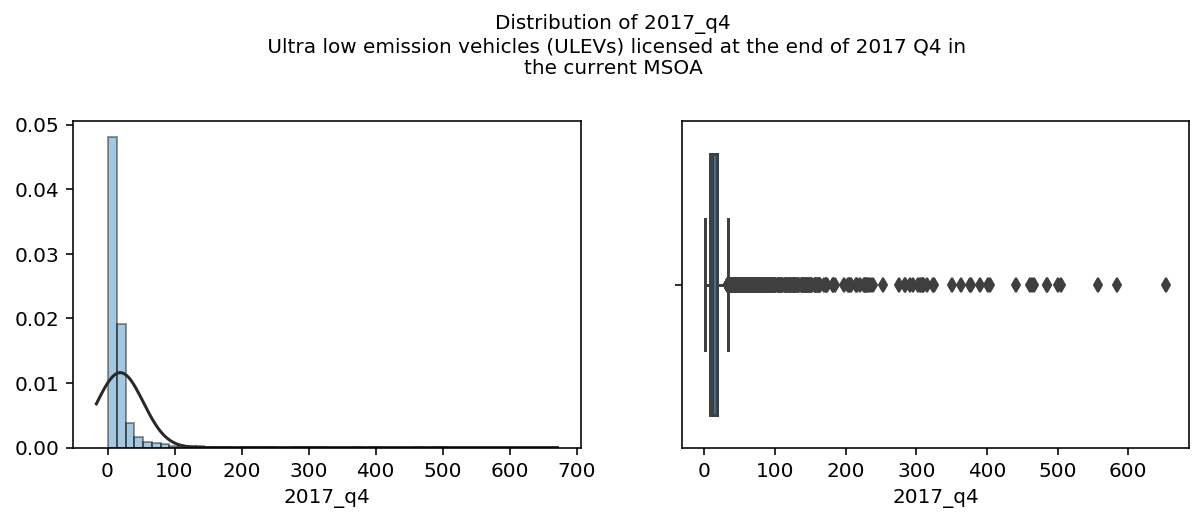 Distribution of 2017_q4
Ultra low emission vehicles (ULEVs) licensed at the end of 2017 Q4 in
the current MSOA
0.05
0.04
0.03
0.02
0.01
0.00
0 100 200 300 400 500 600 700
2017_q4
0 100 200 300 400 500 600
2017_q4